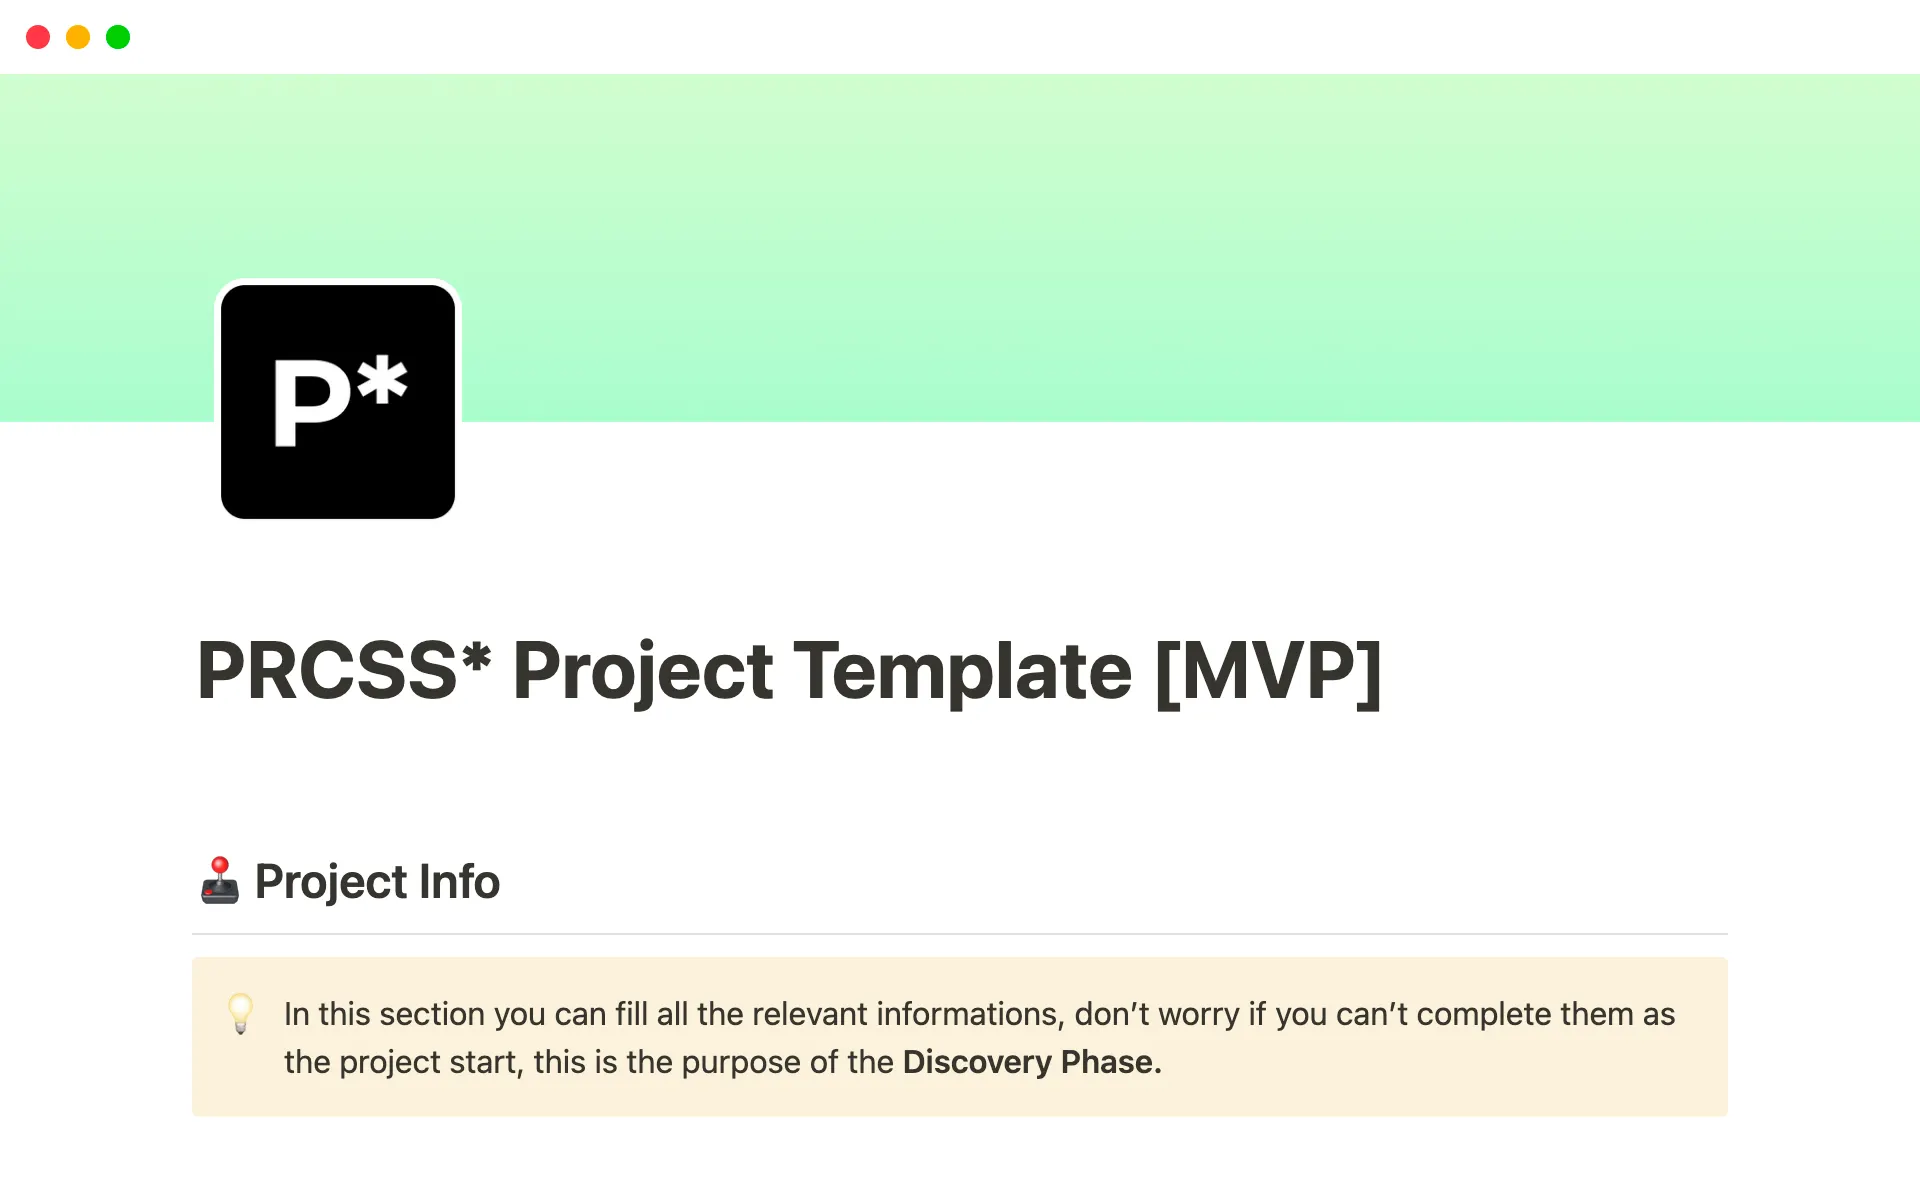 P*
PRCSS* Project Template [MVP]
Project Info
In this section you can fill all the relevant informations, don’t worry if you can’t complete them as
the project start, this is the purpose of the Discovery Phase.